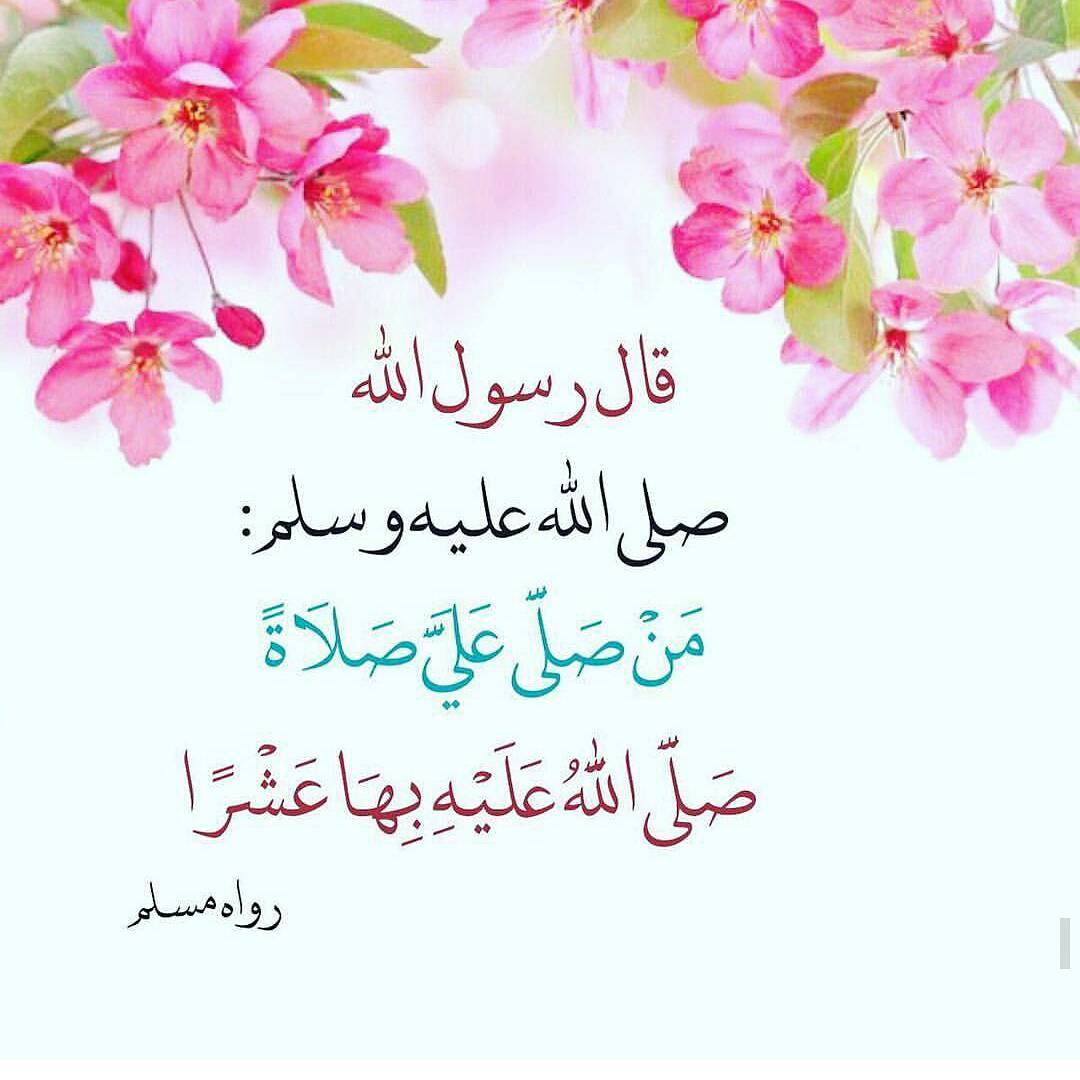 قال رسول الله
صلى الله عليه وسلم:
مَنْ صَلَّى عَلَيَّ صَلَاةً
صَلَّى اللهُ عَلَيْهِ بِهَا عَشْرًا
رواه مسلم